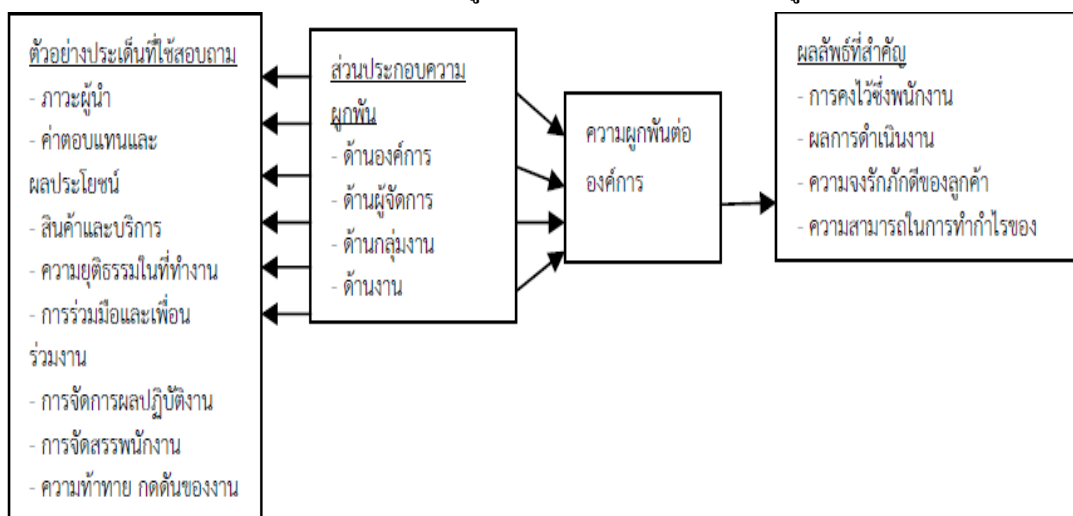 ตัวอย่างประเด็นที่ใช้สอบถาม
- ภาวะผู้นำ
- ค่าตอบแทนและ
ผลประโยชน์
- สินค้าและบริการ
- ความยุติธรรมในที่ทำงาน
- การร่วมมือและเพื่อน
ร่วมงาน
- การจัดการผลปฏิบัติงาน
- การจัดสรรพนักงาน
- ความท้าทาย กดดันของงาน
ส่วนประกอบความ
ผูกพัน
- ด้านองค์การ
- ด้านผู้จัดการ
- ด้านกลุ่มงาน
- ด้านงาน
ความผูกพันต่อ
องค์การ
ผลลัพธ์ที่สำคัญ
- การคงไว้ซึ่งพนักงาน
- ผลการดำเนินงาน
- ความจงรักภักดีของลูกค้า
- ความสามารถในการทำกำไรของ